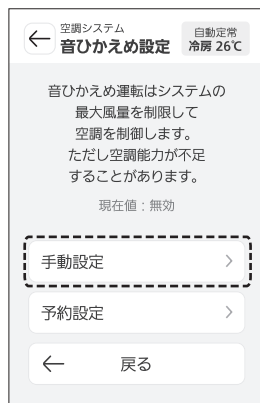 空調システム
音ひかえめ設定
自動定常
冷房 26℃
音ひかえめ運転はシステムの
最大風量を制限して
空調を制御します。
ただし空調能力が不足
することがあります。
現在値：無効
手動設定
予約設定
戻る